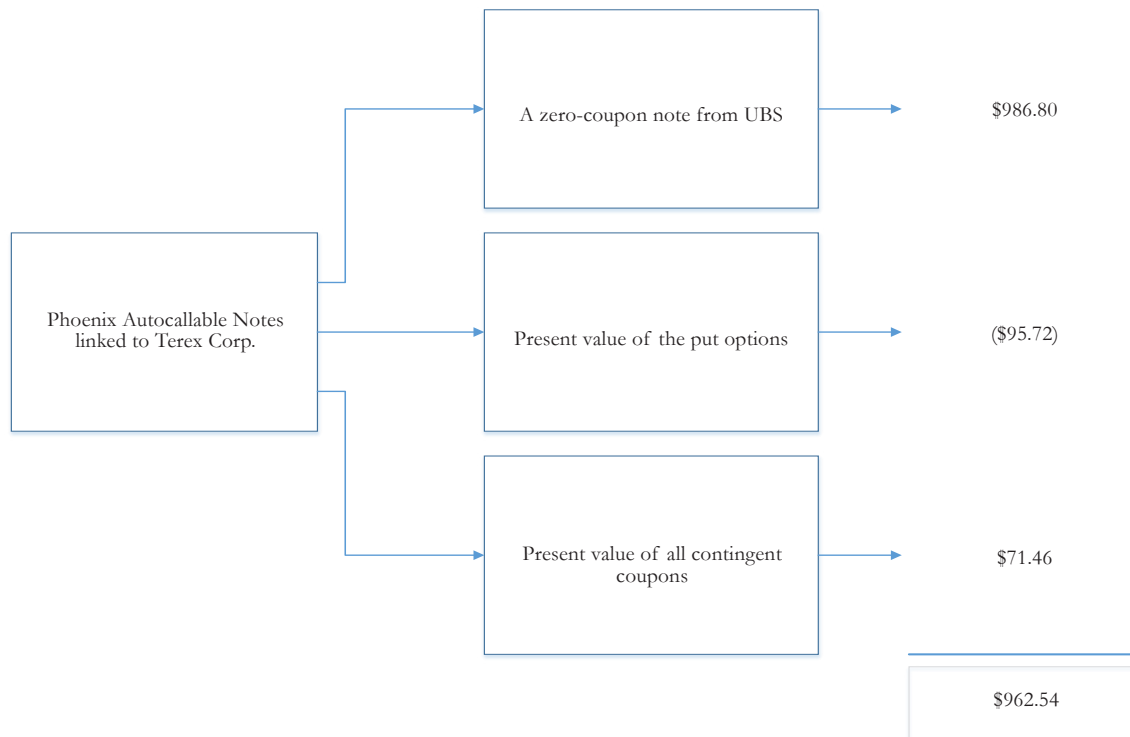 A zero-coupon note from UBS
$986.80
Phoenix Autocallable Notes
linked to Terex Corp.
Present value of the put options
($95.72)
Present value of all contingent
coupons
$71.46
$962.54